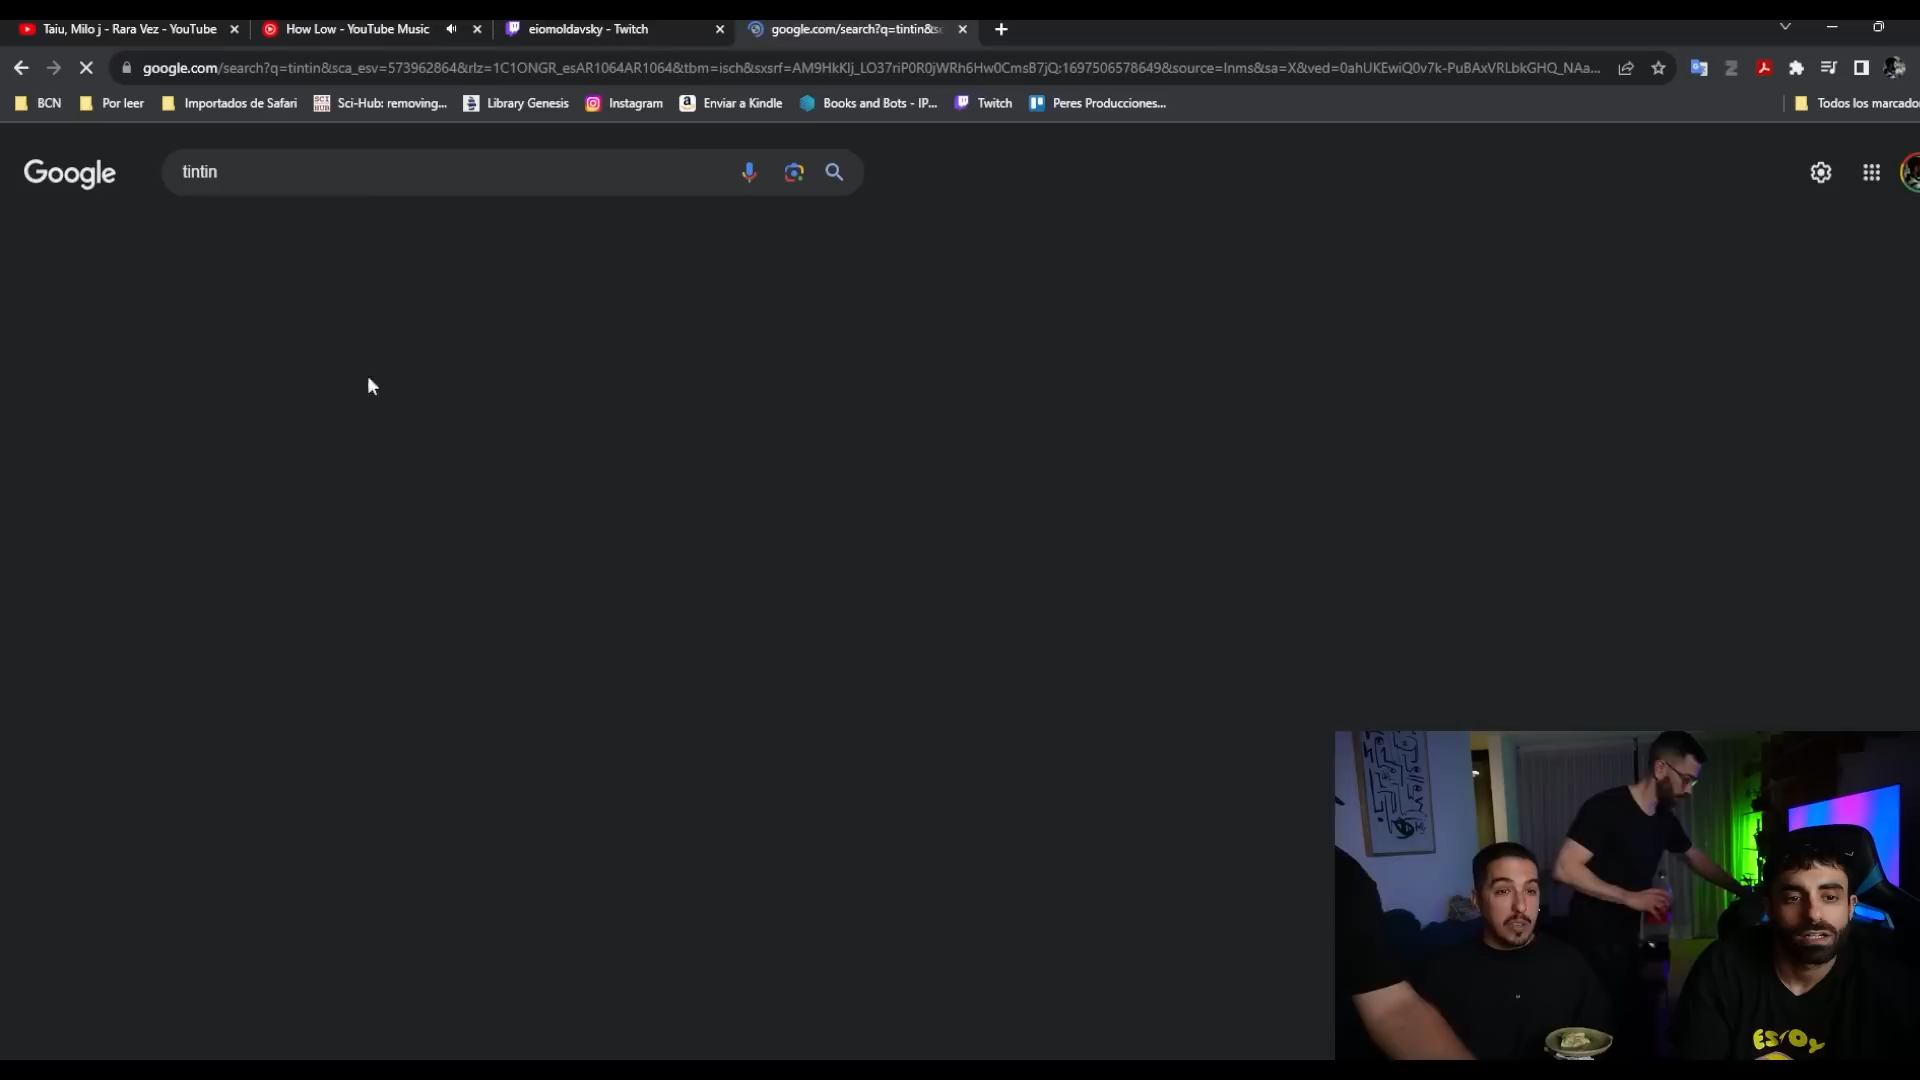 Taiu, Milo j - Rara Vez - YouTube
How Low - YouTube Music
eiomoldavsky - Twitch
google.com/search?q=tintin&s
google.com/search?q=tintin&sca_esv=573962864&rlz=1C1ONGR_esAR1064AR1064&tbm=isch&sxsrf=AM9HkKlj_LO37riP0R0jWRh6Hw0CmsB7jQ:1697506578649&source=lnms&sa=X&ved=0ahUKEwiQ0v7k-PuBAxVRLbkGHQ_NAa...
BCN
Por leer
Importados de Safari
SCI HUB
Sci-Hub: removing...
Library Genesis
Instagram
Enviar a Kindle
Books and Bots - IP...
Twitch
Peres Producciones...
Todos los marcado
Google
tintin